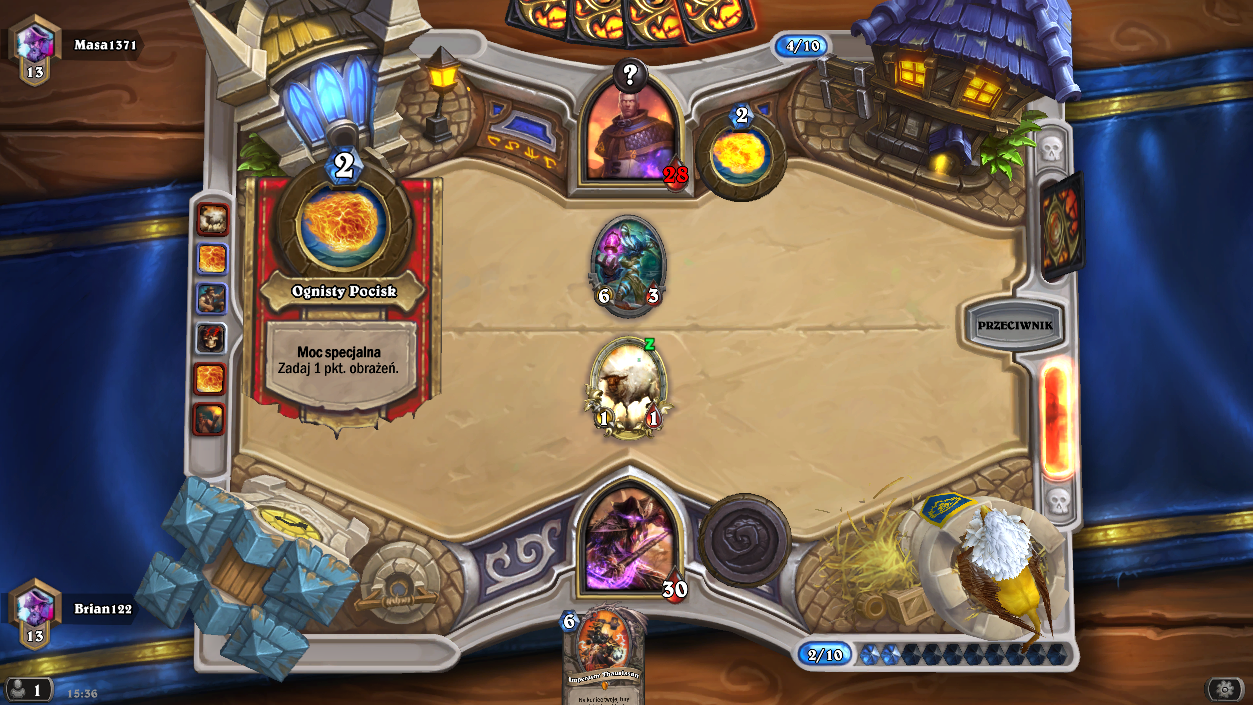 Masa1371
13
?
4/10
2
28
2
Ognisty Pocisk
Moc specjalna
Zadaj 1 pkt. obrażeń.
6
3
PRZECIWNIK
z
1
1
30
Brian122
13
6
2/10
1
15:36